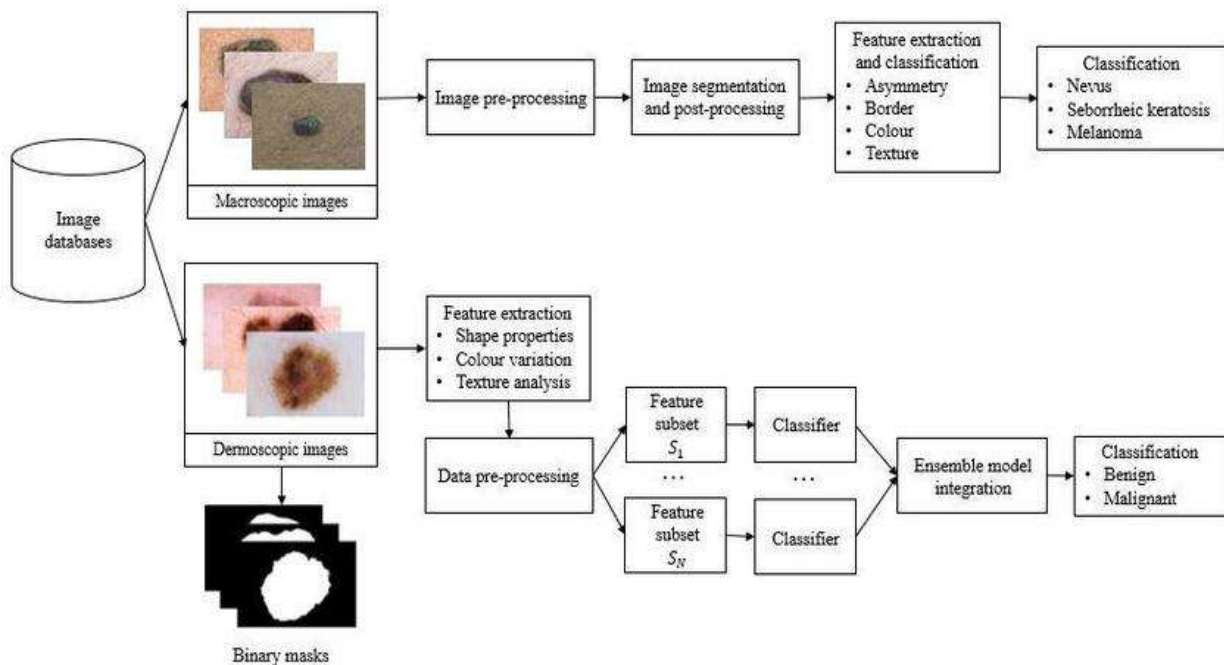 Image
databases
Macroscopic images
Image pre-processing
Image segmentation
and post-processing
Feature extraction
and classification
• Asymmetry
• Border
• Colour
• Texture
Classification
• Nevus
• Seborrheic keratosis
• Melanoma
Dermoscopic images
Binary masks
Feature extraction
• Shape properties
• Colour variation
• Texture analysis
Data pre-processing
Feature
subset
S₁
Classifier
...
...
Feature
subset
S_N
Classifier
Ensemble model
integration
Classification
• Benign
• Malignant